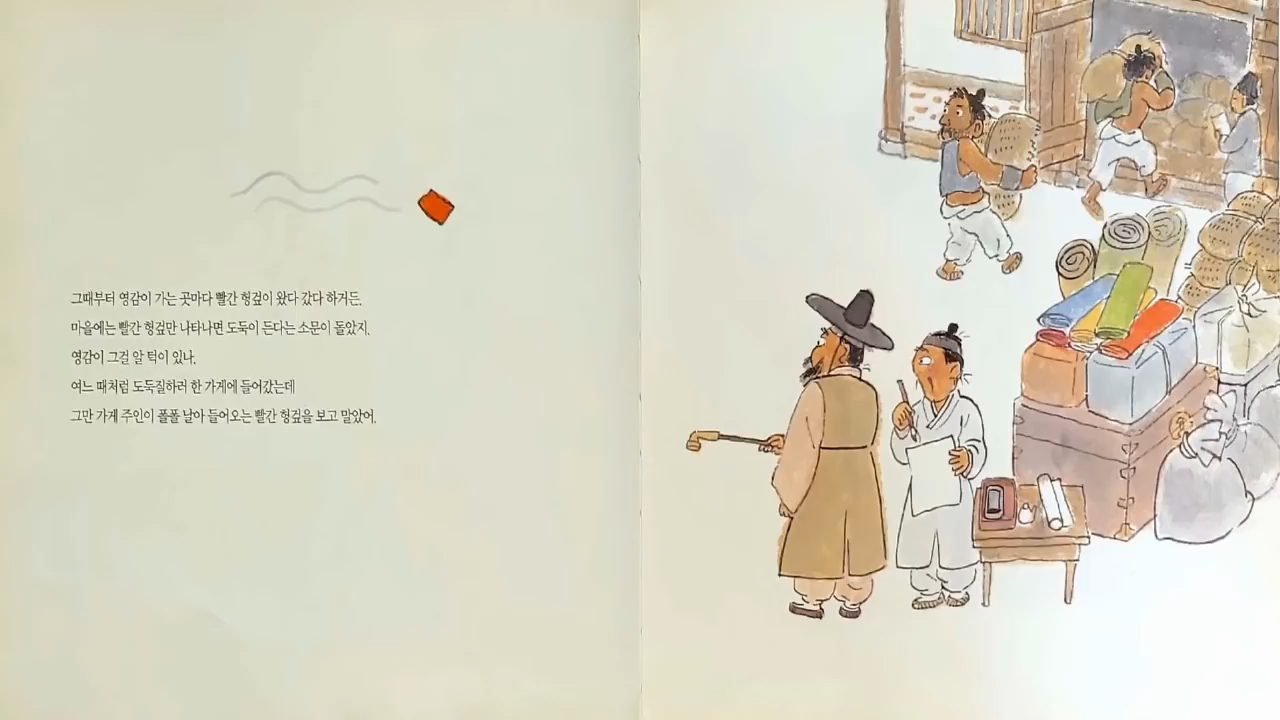 그때부터 영감이 가는 곳마다 빨간 헝겊이 왔다 갔다 하거든.
마을에는 빨간 헝겊만 나타나면 도둑이 든다는 소문이 돌았지.
영감이 그걸 알 턱이 있나.
여느 때처럼 도둑질하러 한 가게에 들어갔는데
그만 가게 주인이 폴폴 날아 들어오는 빨간 헝겊을 보고 말았어.